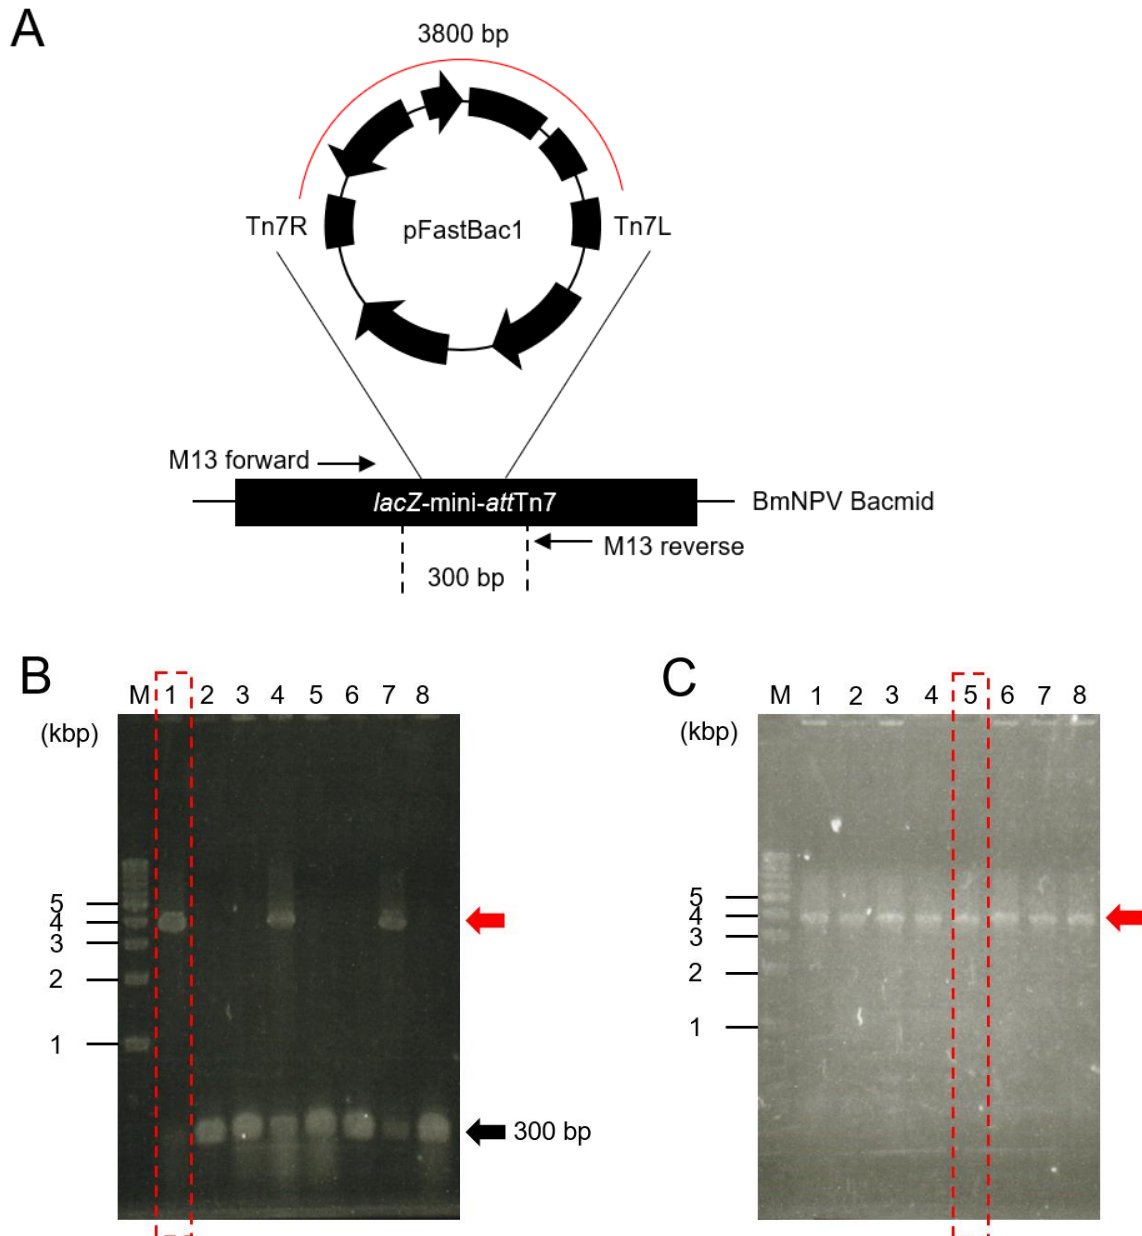 A
3800 bp
Tn7R
pFastBac1
Tn7L
M13 forward
lacZ-mini-attTn7
BmNPV Bacmid
M13 reverse
300 bp
B
M 1 2 3 4 5 6 7 8
(kbp)
5
4
3
2
1
300 bp
C
M 1 2 3 4 5 6 7 8
(kbp)
5
4
3
2
1